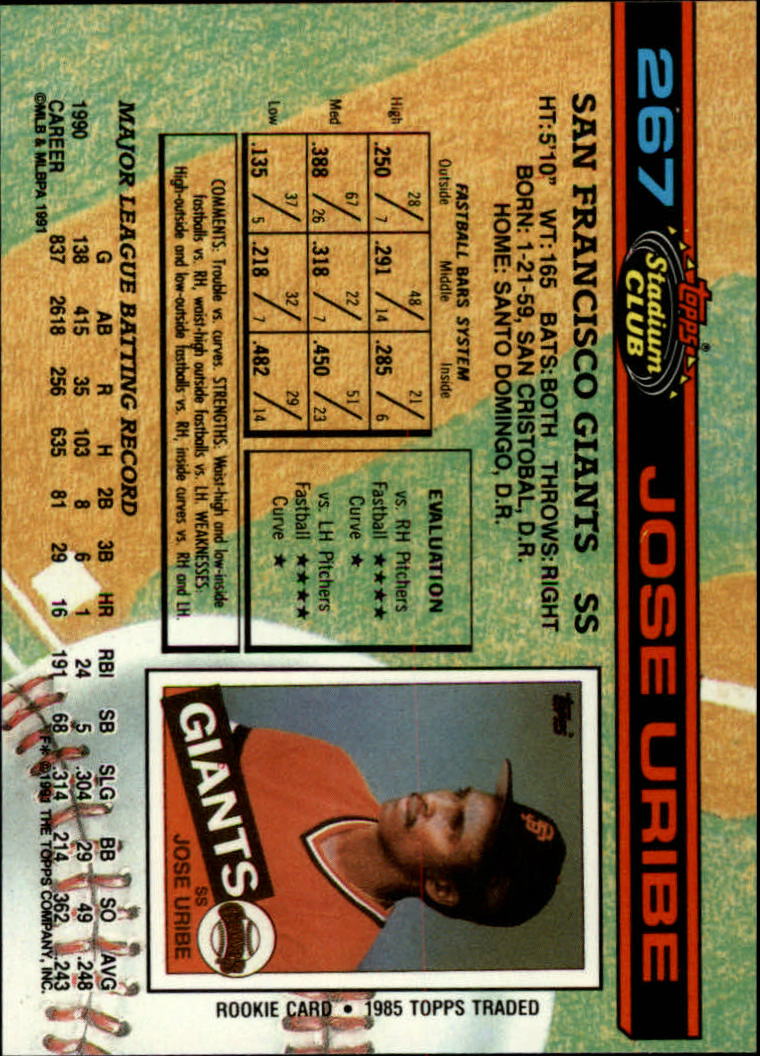 267 Topps® Stadium CLUB JOSE URIBE
SAN FRANCISCO GIANTS SS
HT:5'10" WT:165 BATS:BOTH THROWS:RIGHT
BORN: 1-21-59, SAN CRISTOBAL, D.R.
HOME: SANTO DOMINGO, D.R.
FASTBALL BARS SYSTEM
Outside Middle Inside
High 28/7 .250 48/14 .291 21/6 .285
Med 67/26 .388 22/7 .318 51/23 .450
Low 37/5 .135 32/7 .218 29/14 .482
EVALUATION
vs. RH Pitchers
Fastball ★★★★
Curve ★
vs. LH Pitchers
Fastball ★★★★
Curve ★
COMMENTS: Trouble vs. curves. STRENGTHS: Waist-high and low-inside
fastballs vs. RH, waist-high outside fastballs vs. LH. WEAKNESSES:
High-outside and low-outside fastballs vs. RH, inside curves vs. RH and LH.
Topps®
GIANTS
SS
JOSE URIBE
GIANTS
ROOKIE CARD • 1985 TOPPS TRADED
MAJOR LEAGUE BATTING RECORD
G AB R H 2B 3B HR RBI SB SLG BB SO AVG
1990 138 415 35 103 8 6 1 24 5 .304 29 49 .248
CAREER 837 2618 256 635 81 29 16 191 68 .314 214 362 .243
©MLB & MLBPA 1991 F* ©1991 THE TOPPS COMPANY, INC.